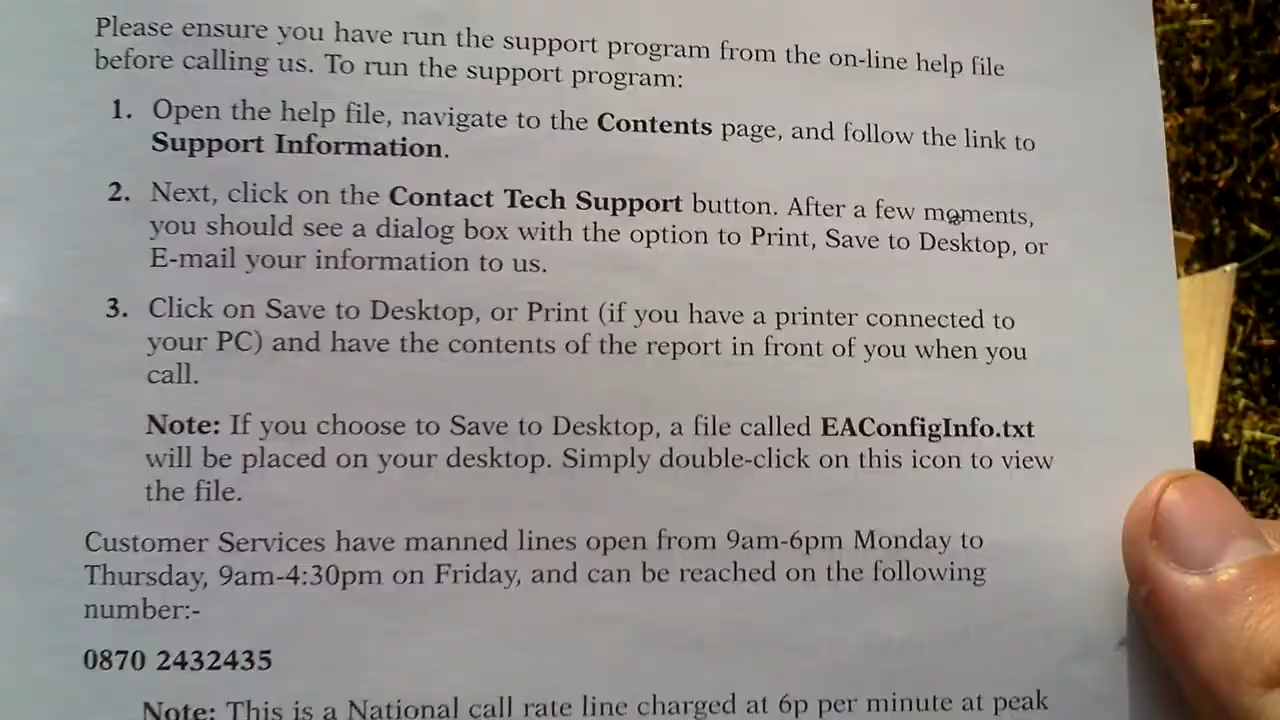 Please ensure you have run the support program from the on-line help file
before calling us. To run the support program:
1. Open the help file, navigate to the Contents page, and follow the link to
Support Information.
2. Next, click on the Contact Tech Support button. After a few moments,
you should see a dialog box with the option to Print, Save to Desktop, or
E-mail your information to us.
3. Click on Save to Desktop, or Print (if you have a printer connected to
your PC) and have the contents of the report in front of you when you
call.
Note: If you choose to Save to Desktop, a file called EAConfigInfo.txt
will be placed on your desktop. Simply double-click on this icon to view
the file.
Customer Services have manned lines open from 9am-6pm Monday to
Thursday, 9am-4:30pm on Friday, and can be reached on the following
number:-
0870 2432435
Note: This is a National call rate line charged at 6p per minute at peak